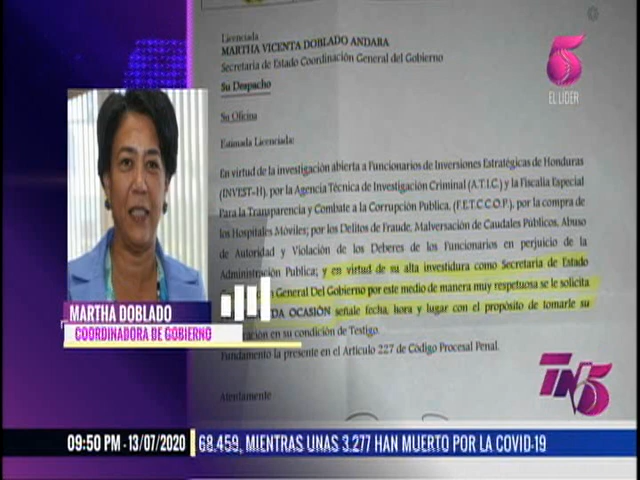 Licenciada
MARTHA VICENTA DOBLADO ANDARA
Secretaria de Estado Coordinación General del Gobierno
Su Despacho
Su Oficina
Estimada Licenciada:
En virtud de la investigación abierta a Funcionarios de Inversiones Estratégicas de Honduras
(INVEST-H), por la Agencia Técnica de Investigación Criminal (A.T.I.C.) y la Fiscalía Especial
Para la Transparencia y Combate a la Corrupción Publica, (F.E.T.C.C.O.P.), por la compra de
los Hospitales Móviles; por los Delitos de Fraude, Malversación de Caudales Públicos, Abuso
de Autoridad y Violación de los Deberes de los Funcionarios en perjuicio de la
Administración Publica; y en virtud de su alta investidura como Secretaria de Estado
General Del Gobierno por este medio de manera muy respetuosa se le solicita
DA OCASIÓN señale fecha, hora y lugar con el propósito de tomarle su
en su condición de Testigo.
Fundamento la presente en el Articulo 227 de Código Procesal Penal.
Atentamente
5
EL LIDER
MARTHA DOBLADO
COORDINADORA DE GOBIERNO
TN5
09:50 PM - 13/07/2020 68.459, MIENTRAS UNAS 3.277 HAN MUERTO POR LA COVID-19